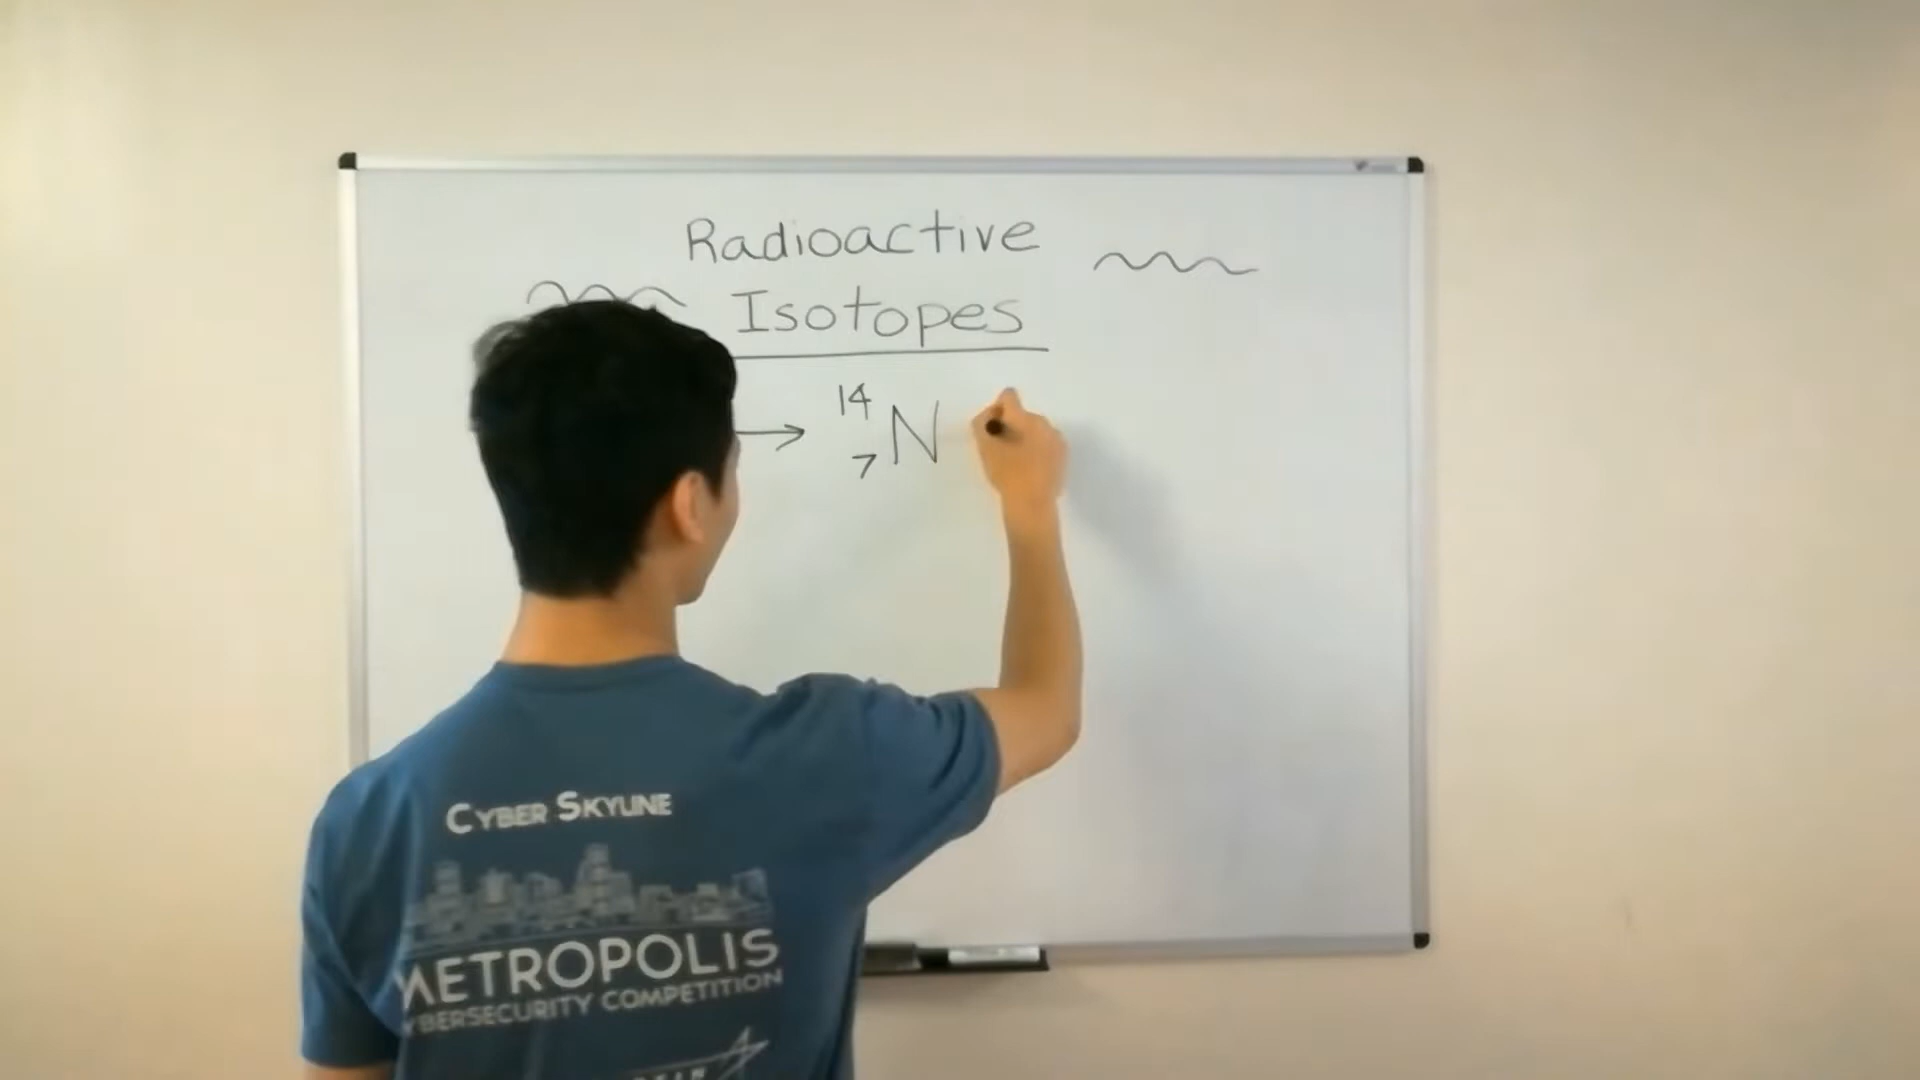 Radioactive
Isotopes
→ ¹⁴₇N
CYBER SKYLINE
METROPOLIS
CYBERSECURITY COMPETITION